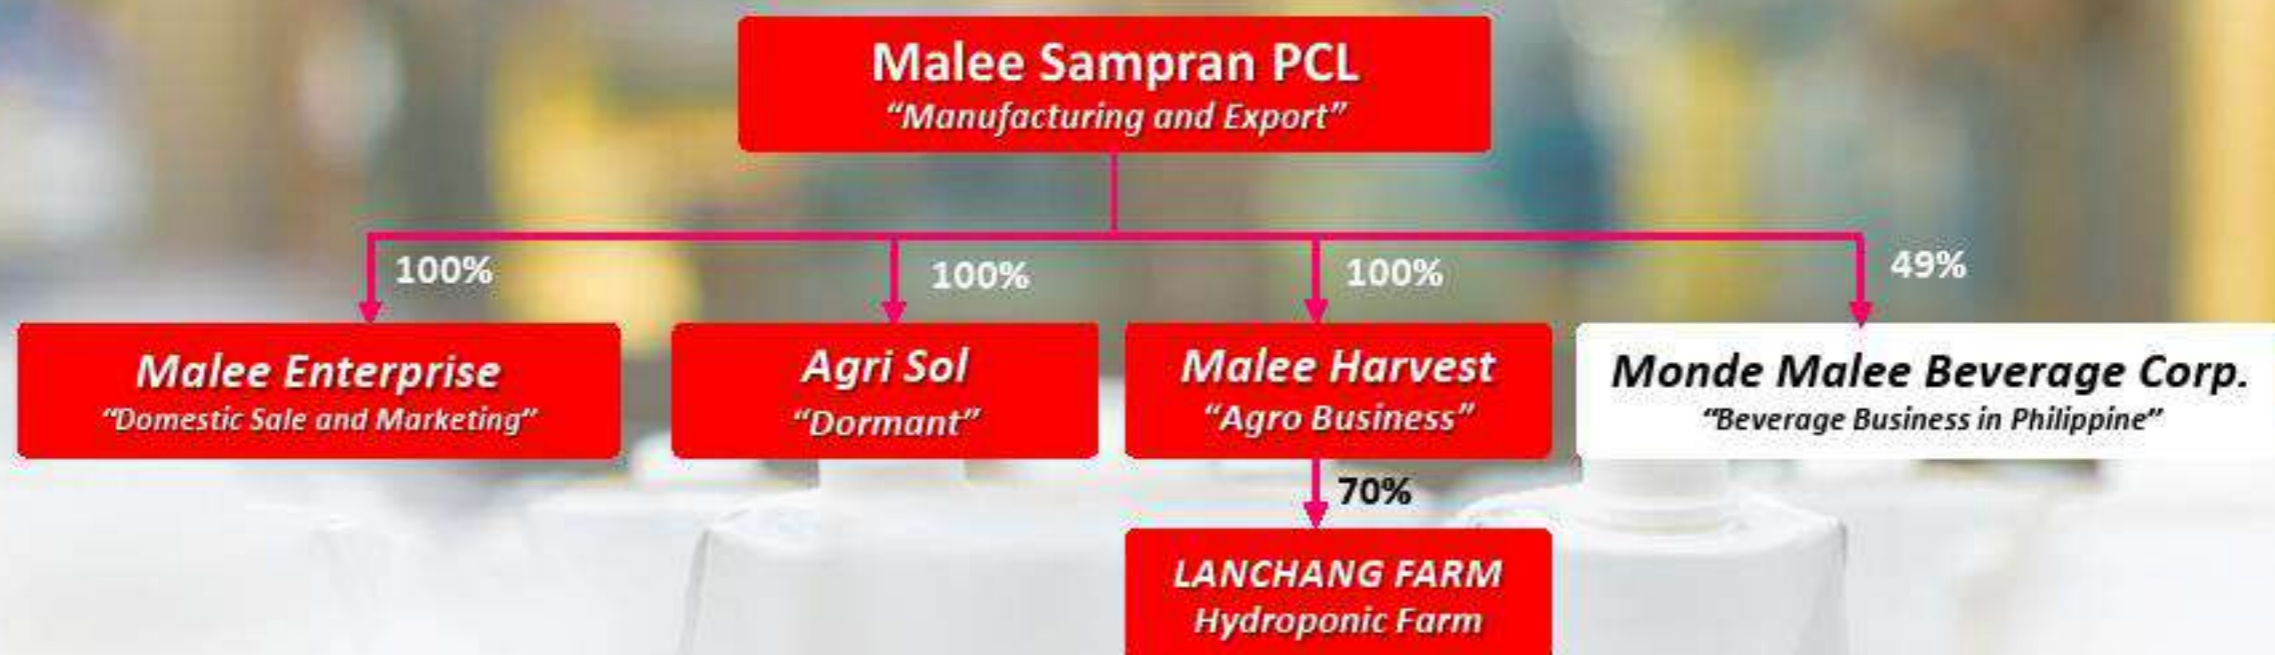 Malee Sampran PCL
“Manufacturing and Export”
100%
100%
100%
49%
Malee Enterprise
“Domestic Sale and Marketing”
Agri Sol
“Dormant”
Malee Harvest
“Agro Business”
Monde Malee Beverage Corp.
“Beverage Business in Philippine”
70%
LANCHANG FARM
Hydroponic Farm